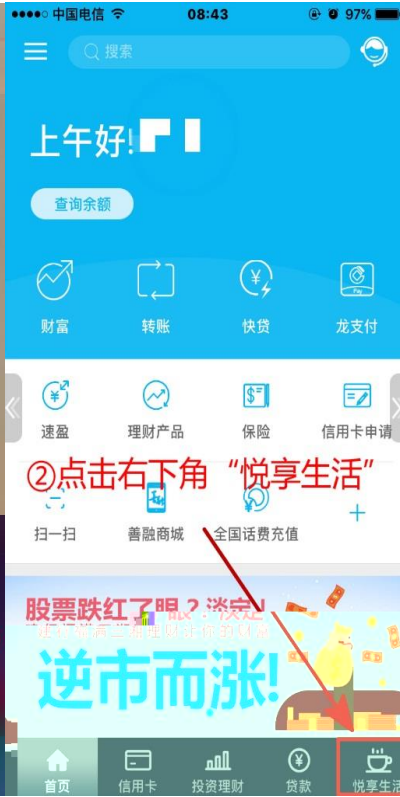 中国电信 08:43 97%
搜索
上午好!
查询余额
财富 转账 快贷 龙支付
Pay
速盈 理财产品 保险 信用卡申请
②点击右下角“悦享生活”
扫一扫 善融商城 全国话费充值
股票跌红了眼？淡定！
逆市而涨!
首页 信用卡 投资理财 贷款 悦享生活